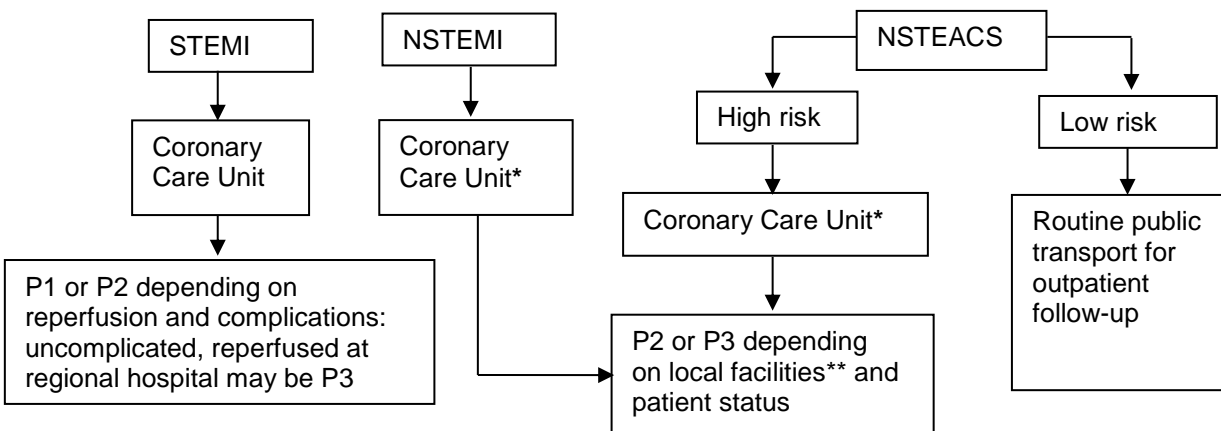 STEMI
NSTEMI
NSTEACS
High risk
Low risk
Coronary
Care Unit
Coronary
Care Unit*
Coronary Care Unit*
Routine public
transport for
outpatient
follow-up
P1 or P2 depending on
reperfusion and complications:
uncomplicated, reperfused at
regional hospital may be P3
P2 or P3 depending
on local facilities** and
patient status